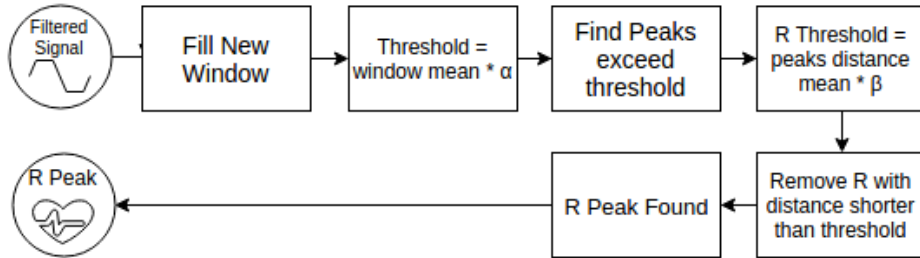 Filtered
Signal
Fill New
Window
Threshold =
window mean * α
Find Peaks
exceed
threshold
R Threshold =
peaks distance
mean * β
Remove R with
distance shorter
than threshold
R Peak Found
R Peak